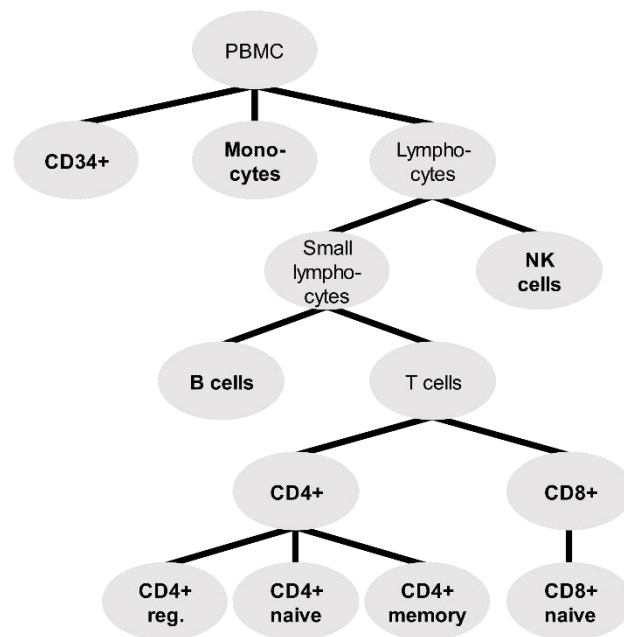 PBMC
CD34+
Mono-
cytes
Lympho-
cytes
Small
lympho-
cytes
NK
cells
B cells
T cells
CD4+
CD8+
CD4+
reg.
CD4+
naive
CD4+
memory
CD8+
naive